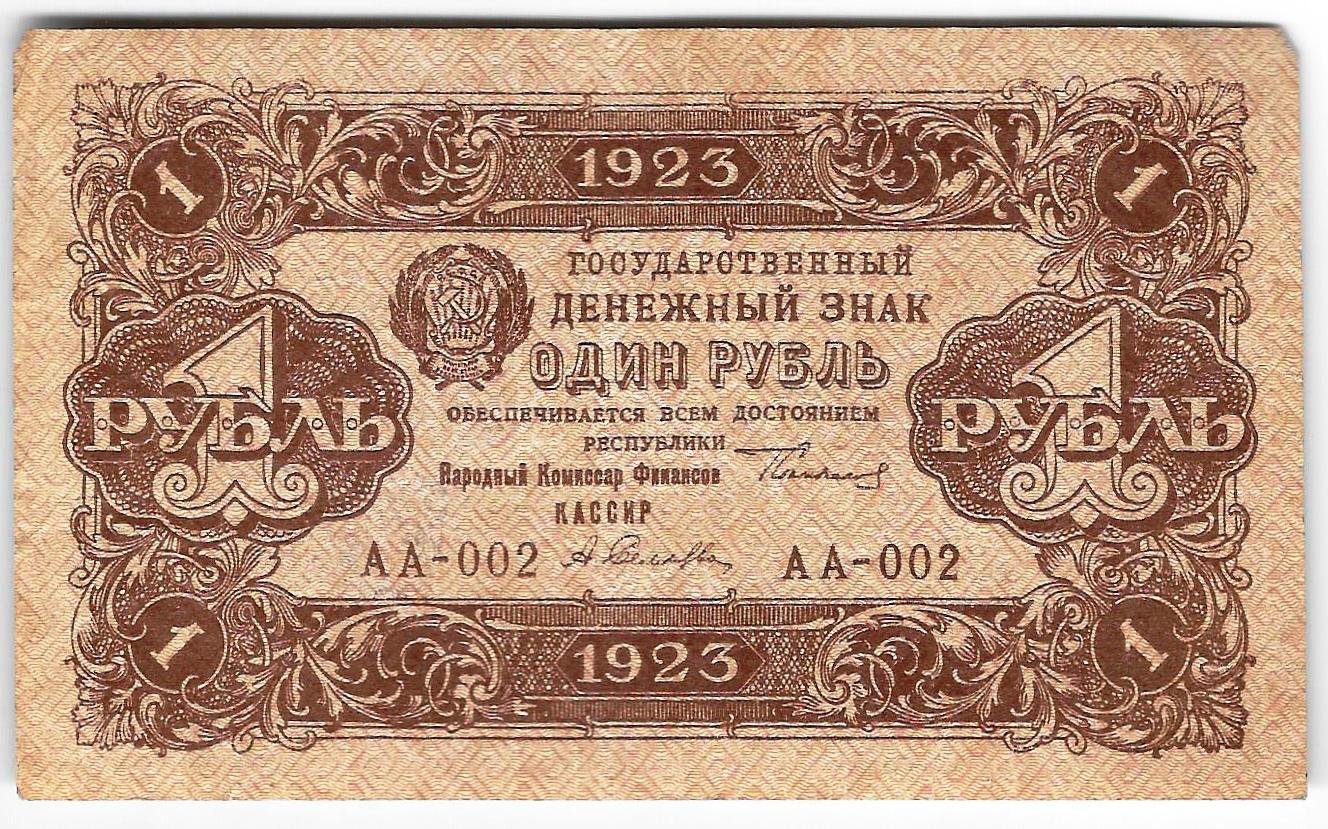 1 1923 1
ГОСУДАРСТВЕННЫЙ
ДЕНЕЖНЫЙ ЗНАК
ОДИН РУБЛЬ
ОБЕСПЕЧИВАЕТСЯ ВСЕМ ДОСТОЯНИЕМ
РЕСПУБЛИКИ
1 РУБЛЬ
1 РУБЛЬ
Народный Комиссар Финансов
КАССИР
АА-002 АА-002
1 1923 1